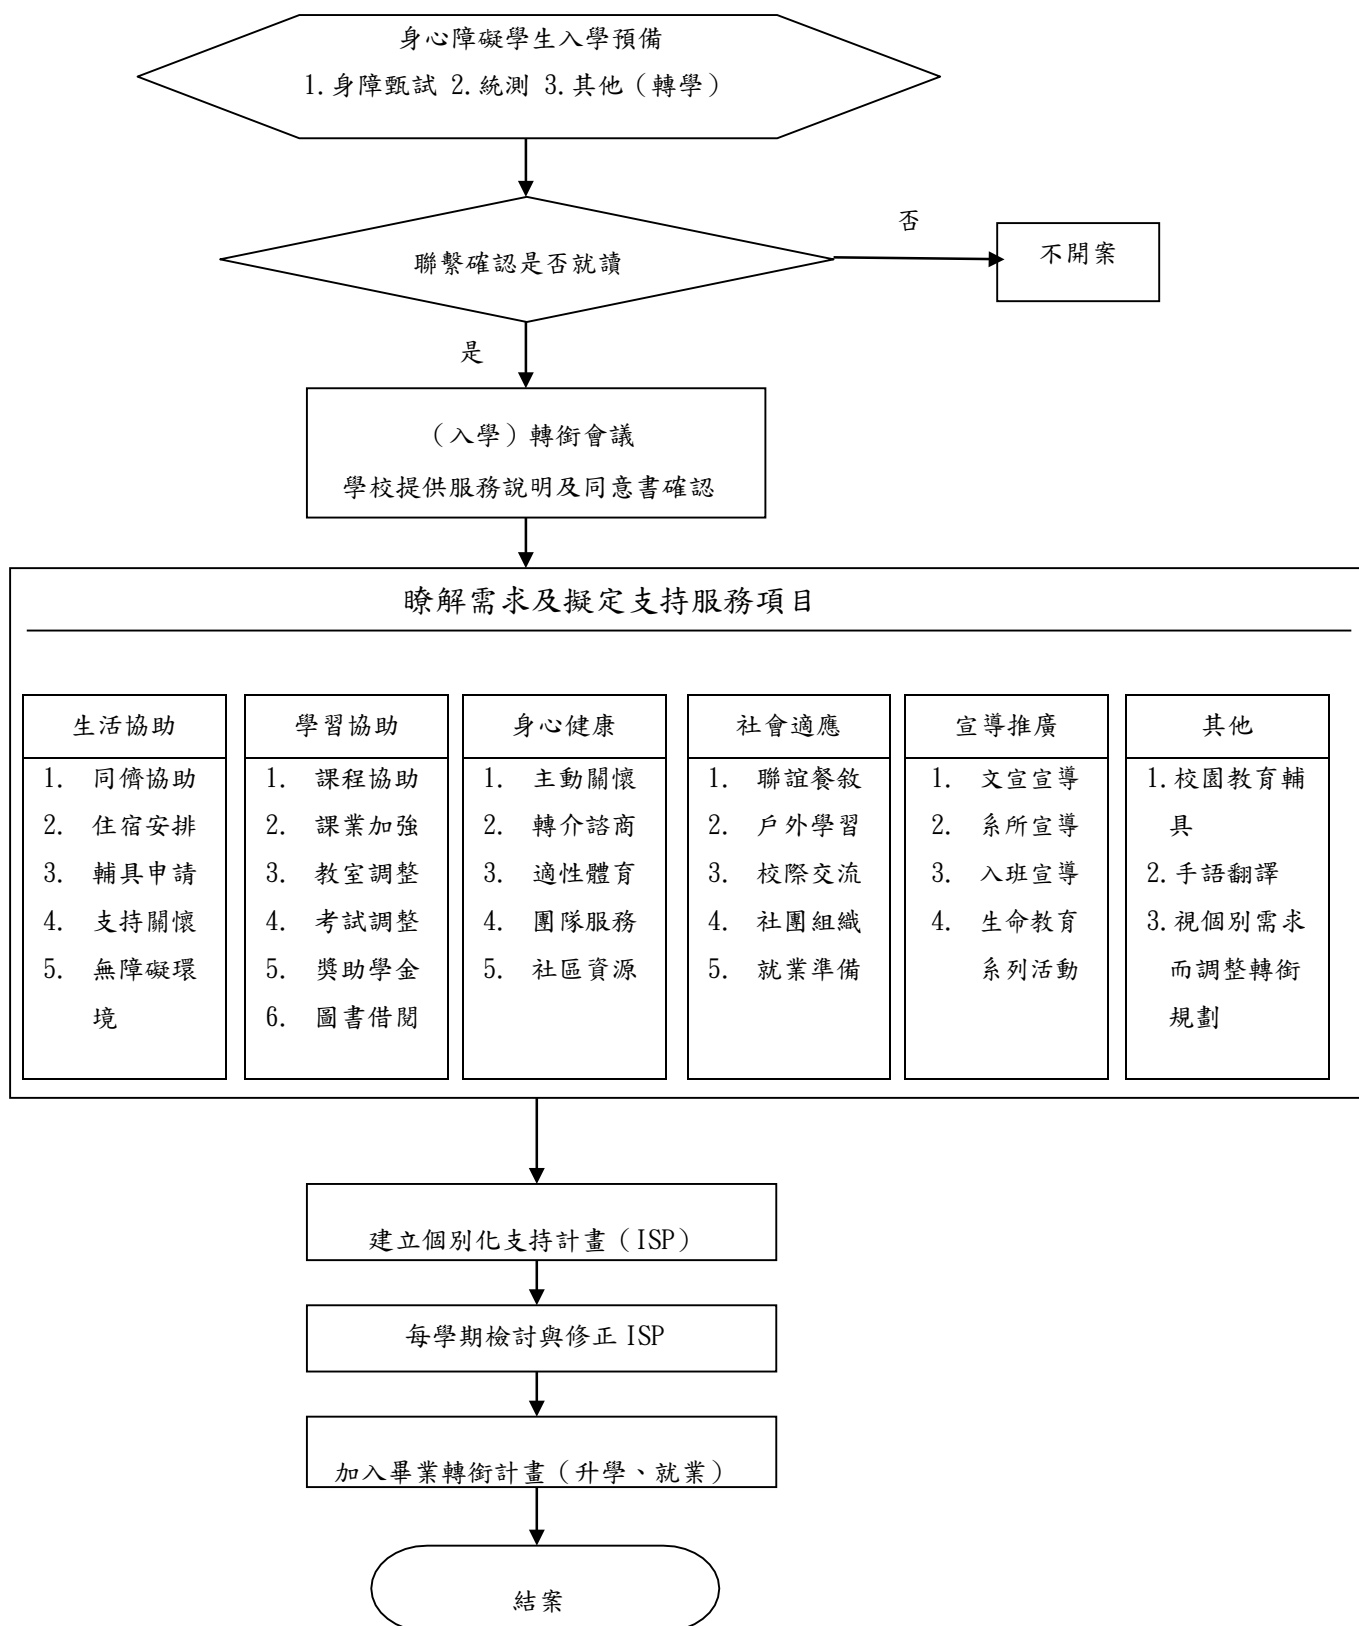 身心障礙學生入學預備
1.身障甄試 2.統測 3.其他（轉學）
聯繫確認是否就讀
否
不開案
是
（入學）轉銜會議
學校提供服務說明及同意書確認
瞭解需求及擬定支持服務項目
生活協助
1. 同儕協助
2. 住宿安排
3. 輔具申請
4. 支持關懷
5. 無障礙環
境
學習協助
1. 課程協助
2. 課業加強
3. 教室調整
4. 考試調整
5. 獎助學金
6. 圖書借閱
身心健康
1. 主動關懷
2. 轉介諮商
3. 適性體育
4. 團隊服務
5. 社區資源
社會適應
1. 聯誼餐敘
2. 戶外學習
3. 校際交流
4. 社團組織
5. 就業準備
宣導推廣
1. 文宣宣導
2. 系所宣導
3. 入班宣導
4. 生命教育
系列活動
其他
1.校園教育輔
具
2.手語翻譯
3.視個別需求
而調整轉銜
規劃
建立個別化支持計畫（ISP）
每學期檢討與修正 ISP
加入畢業轉銜計畫（升學、就業）
結案